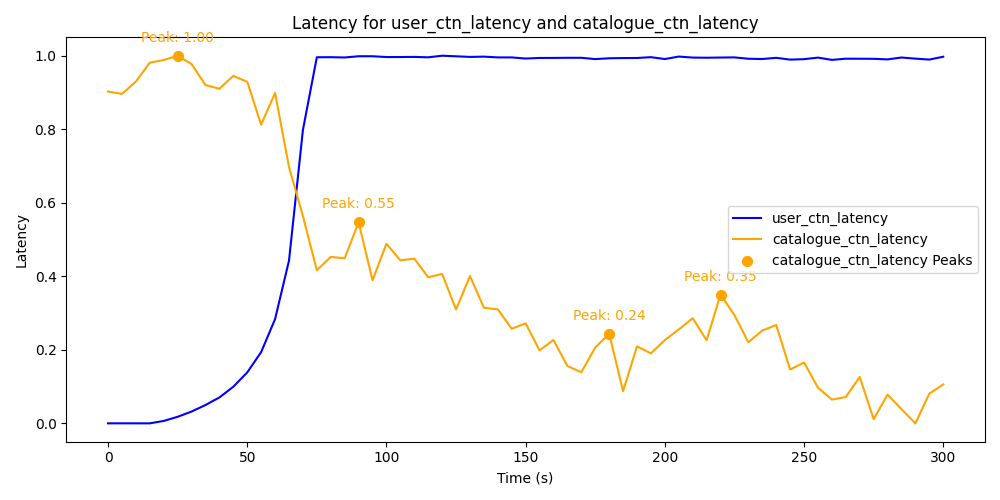 Latency for user_ctn_latency and catalogue_ctn_latency
Peak: 1.00
Peak: 0.55
Peak: 0.24
Peak: 0.35
user_ctn_latency
catalogue_ctn_latency
catalogue_ctn_latency Peaks
Latency
1.0
0.8
0.6
0.4
0.2
0.0
0 50 100 150 200 250 300
Time (s)